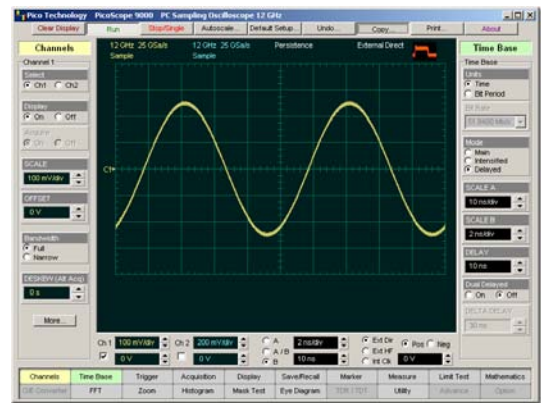 Pico Technology PicoScope 9000 PC Sampling Oscilloscope 12 GHz
Clear Display Run Stop/Single Autoscale... Default Setup... Undo... Copy... Print... About
Channels
Channel 1
Select
Ch1 Ch2
Display
On Off
Acquire
On Off
SCALE
100 mV/div
OFFSET
0 V
Bandwidth
Full
Narrow
DESKEW (Alt Acq)
0 s
More...
12 GHz 25 GSa/s 12 GHz 25 GSa/s Persistence External Direct
Sample Sample
C1
Time Base
Time Base
Units
Time
Bit Period
Bit Rate
Mode
Main
Intensified
Delayed
SCALE A
10 ns/div
SCALE B
2 ns/div
DELAY
10 ns
Dual Delayed
On Off
DELTA DELAY
30 ns
Ch 1 100 mV/div Ch 2 200 mV/div A 2 ns/div Ext Dir Pos Neg
A / B Ext HF
0 V 0 V B 10 ns Int Clk 0 V
Channels Time Base Trigger Acquisition Display Save/Recall Marker Measure Limit Test Mathematics
O/E Converter FFT Zoom Histogram Mask Test Eye Diagram TDR / TDT Utility Advance Option